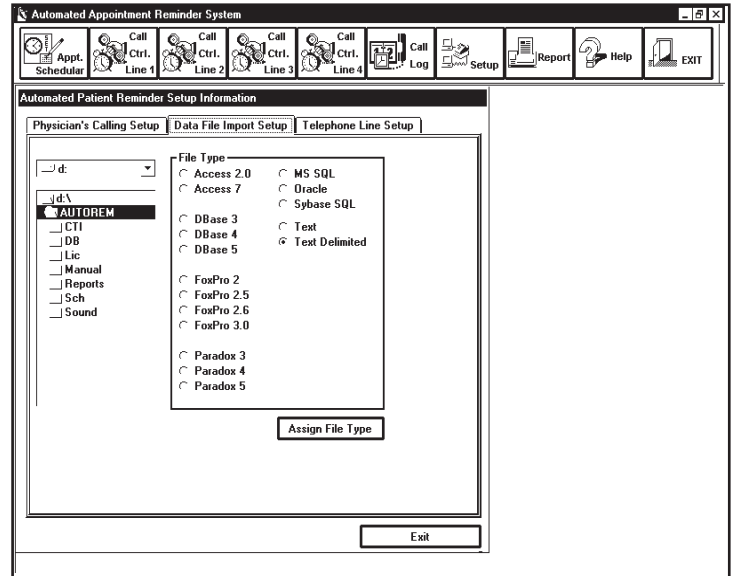 Automated Appointment Reminder System
Appt.
Schedular
Call
Ctrl.
Line 1
Call
Ctrl.
Line 2
Call
Ctrl.
Line 3
Call
Ctrl.
Line 4
Call
Log
Setup
Report
Help
EXIT
Automated Patient Reminder Setup Information
Physician's Calling Setup
Data File Import Setup
Telephone Line Setup
d:
d:\
AUTOREM
CTI
DB
Lic
Manual
Reports
Sch
Sound
File Type
Access 2.0
Access 7
DBase 3
DBase 4
DBase 5
FoxPro 2
FoxPro 2.5
FoxPro 2.6
FoxPro 3.0
Paradox 3
Paradox 4
Paradox 5
MS SQL
Oracle
Sybase SQL
Text
Text Delimited
Assign File Type
Exit